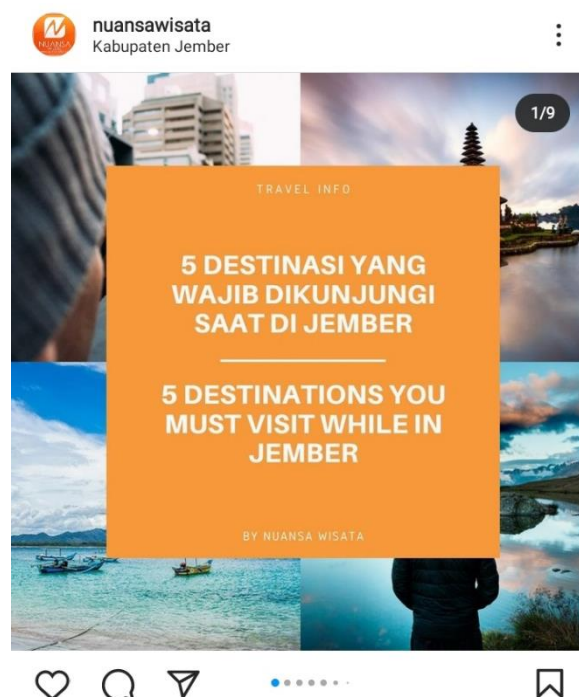 nuansawisata
Kabupaten Jember
1/9
NUANSA
TRAVEL INFO
5 DESTINASI YANG
WAJIB DIKUNJUNGI
SAAT DI JEMBER
5 DESTINATIONS YOU
MUST VISIT WHILE IN
JEMBER
BY NUANSA WISATA